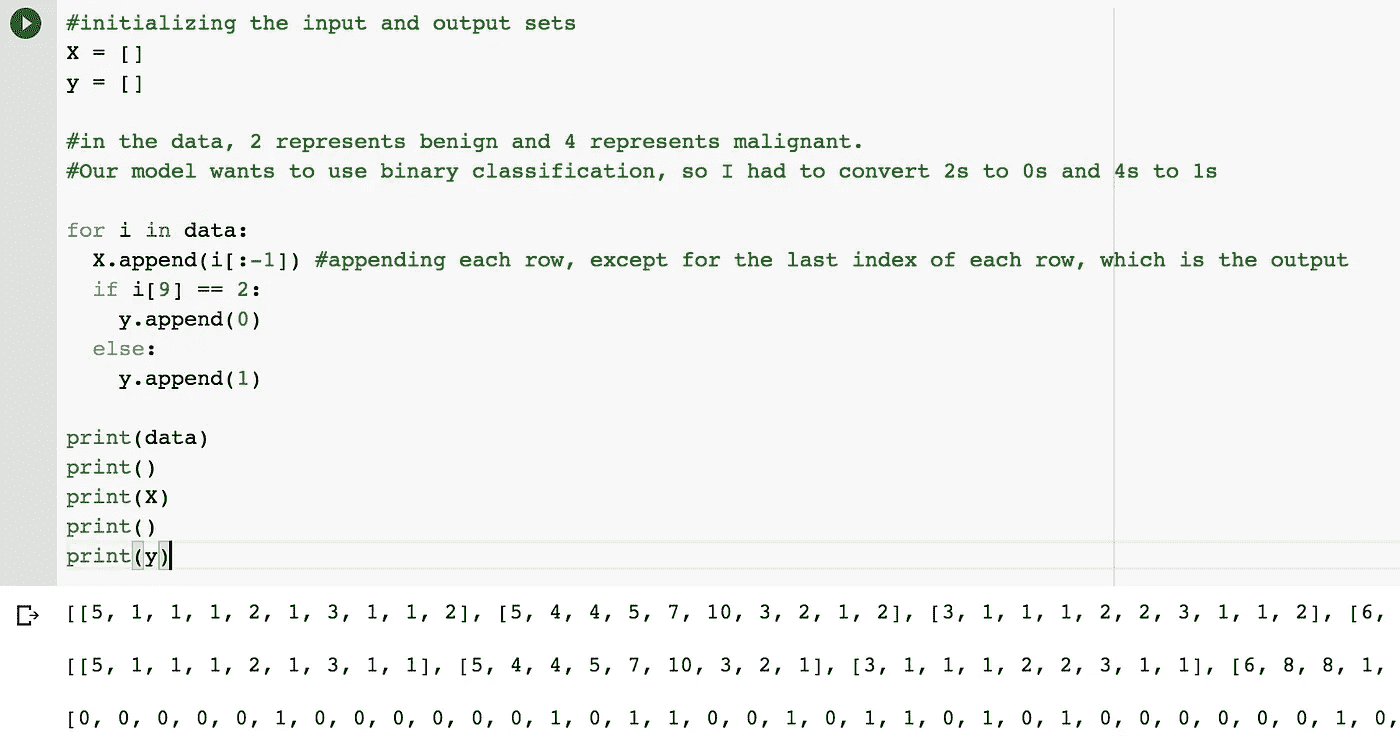 #initializing the input and output sets
X = []
y = []
#in the data, 2 represents benign and 4 represents malignant.
#Our model wants to use binary classification, so I had to convert 2s to 0s and 4s to 1s
for i in data:
  X.append(i[:-1]) #appending each row, except for the last index of each row, which is the output
  if i[9] == 2:
    y.append(0)
  else:
    y.append(1)
print(data)
print()
print(X)
print()
print(y)
[[5, 1, 1, 1, 2, 1, 3, 1, 1, 2], [5, 4, 4, 5, 7, 10, 3, 2, 1, 2], [3, 1, 1, 1, 2, 2, 3, 1, 1, 2], [6,
[[5, 1, 1, 1, 2, 1, 3, 1, 1], [5, 4, 4, 5, 7, 10, 3, 2, 1], [3, 1, 1, 1, 2, 2, 3, 1, 1], [6, 8, 8, 1,
[0, 0, 0, 0, 0, 1, 0, 0, 0, 0, 0, 0, 1, 0, 1, 1, 0, 0, 1, 0, 1, 1, 0, 1, 0, 1, 0, 0, 0, 0, 0, 0, 1, 0,